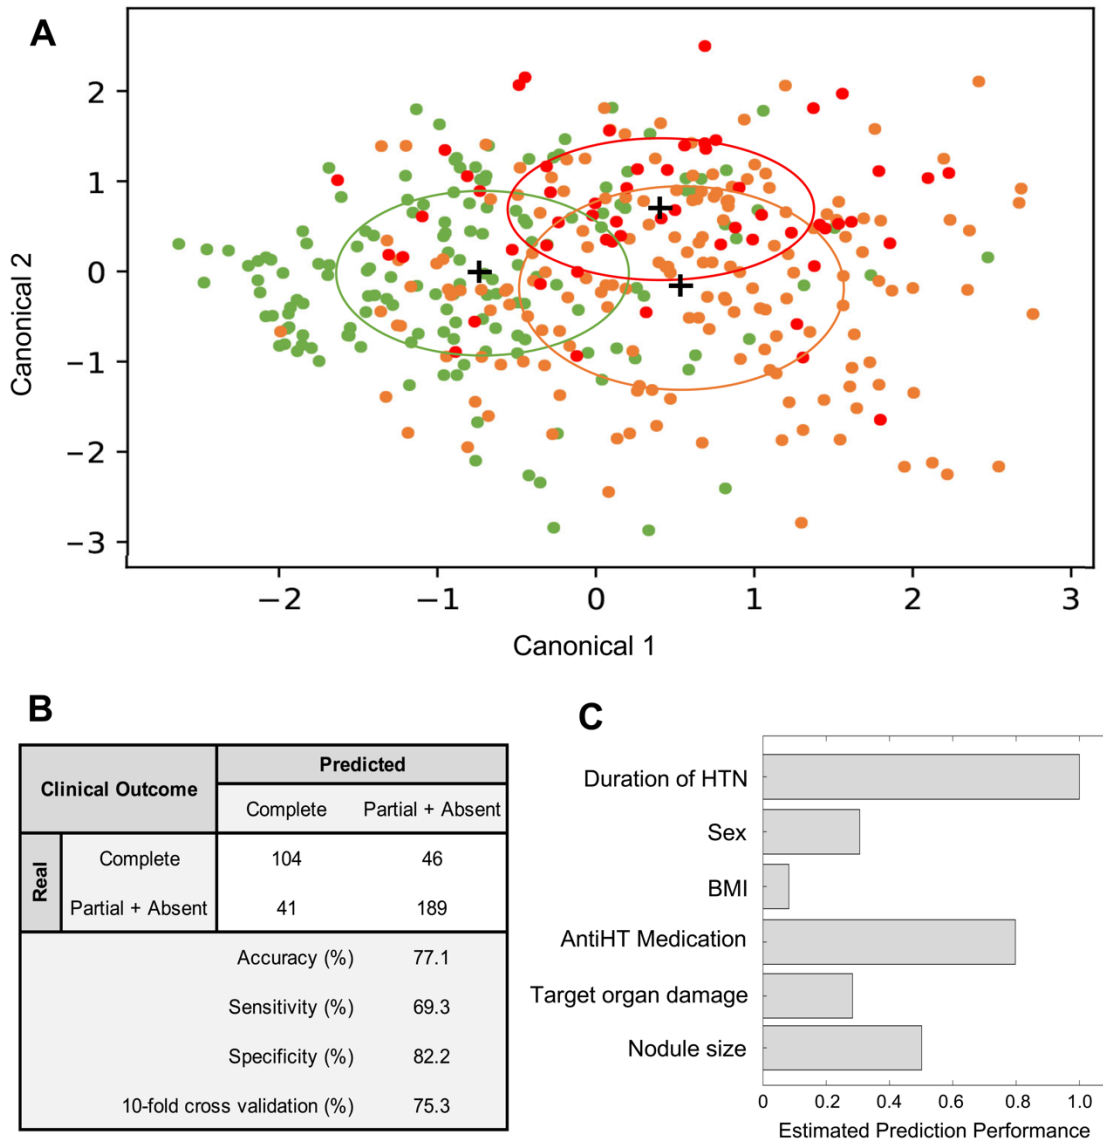 A
Canonical 2
2
1
0
−1
−2
−3
−2
−1
0
1
2
3
Canonical 1
B
Clinical Outcome
Predicted
Complete
Partial + Absent
Real
Complete
104
46
Partial + Absent
41
189
Accuracy (%)
77.1
Sensitivity (%)
69.3
Specificity (%)
82.2
10-fold cross validation (%)
75.3
C
Duration of HTN
Sex
BMI
AntiHT Medication
Target organ damage
Nodule size
0
0.2
0.4
0.6
0.8
1.0
Estimated Prediction Performance